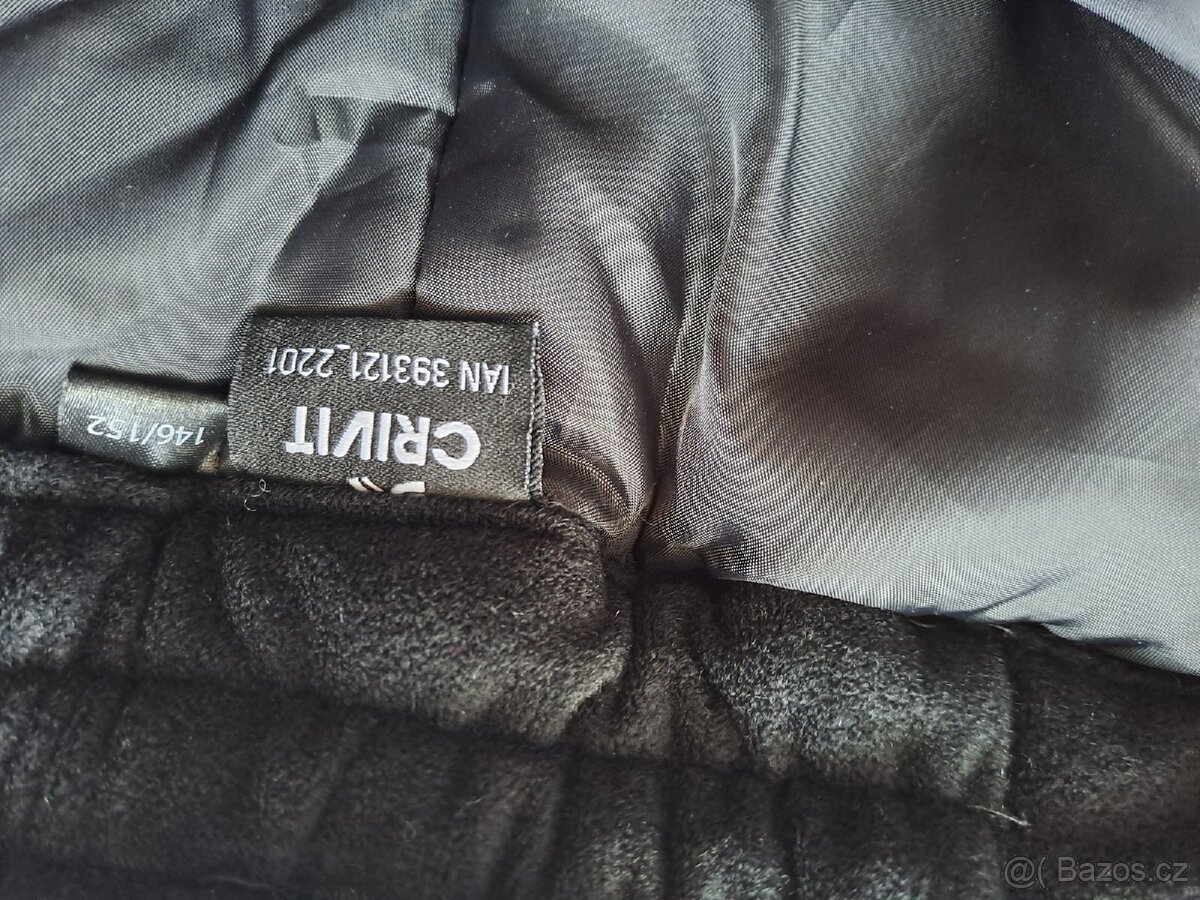 CRIVIT
IAN 393121_2201
146/152
@( Bazos.cz